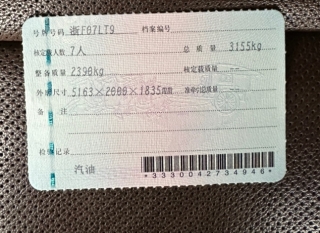 号牌号码 浙F07LT9 档案编号
核定载人数 7人 总质量 3155kg
整备质量 2390kg 核定载质量 --
外廓尺寸 5163×2000×1835mm 准牵引总质量 --
备注
检验记录
汽油
*3330042734946*